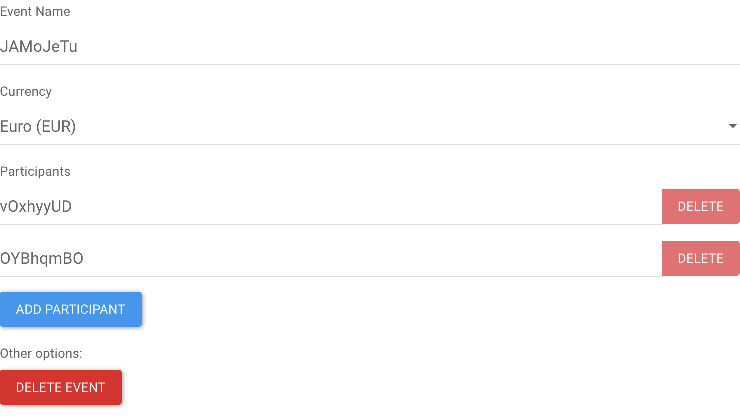 Event Name
JAMoJeTu
Currency
Euro (EUR)
Participants
vOxhyyUD
DELETE
OYBhqmBO
DELETE
ADD PARTICIPANT
Other options:
DELETE EVENT